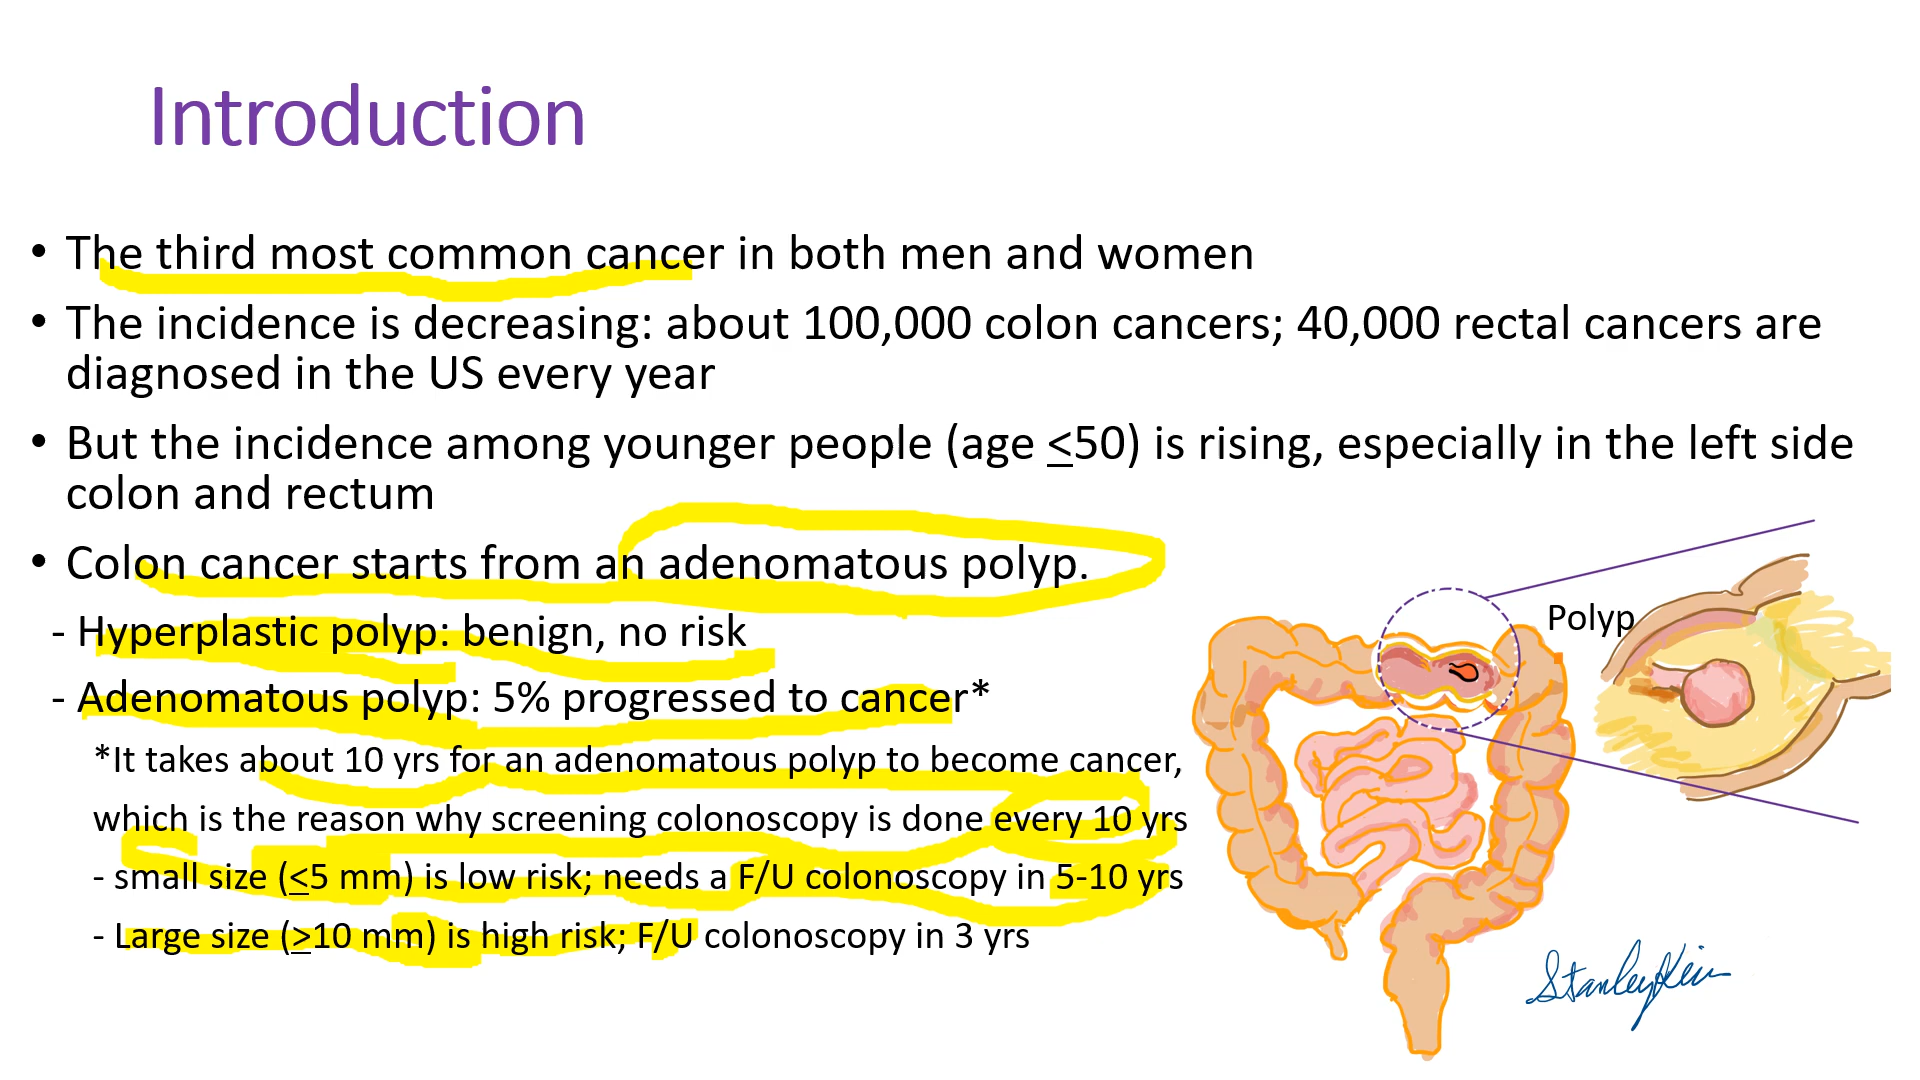 Introduction
• The third most common cancer in both men and women
• The incidence is decreasing: about 100,000 colon cancers; 40,000 rectal cancers are
diagnosed in the US every year
• But the incidence among younger people (age ≤50) is rising, especially in the left side
colon and rectum
• Colon cancer starts from an adenomatous polyp.
- Hyperplastic polyp: benign, no risk
- Adenomatous polyp: 5% progressed to cancer*
*It takes about 10 yrs for an adenomatous polyp to become cancer,
which is the reason why screening colonoscopy is done every 10 yrs
- small size (≤5 mm) is low risk; needs a F/U colonoscopy in 5-10 yrs
- Large size (≥10 mm) is high risk; F/U colonoscopy in 3 yrs
Polyp
StanleyKim